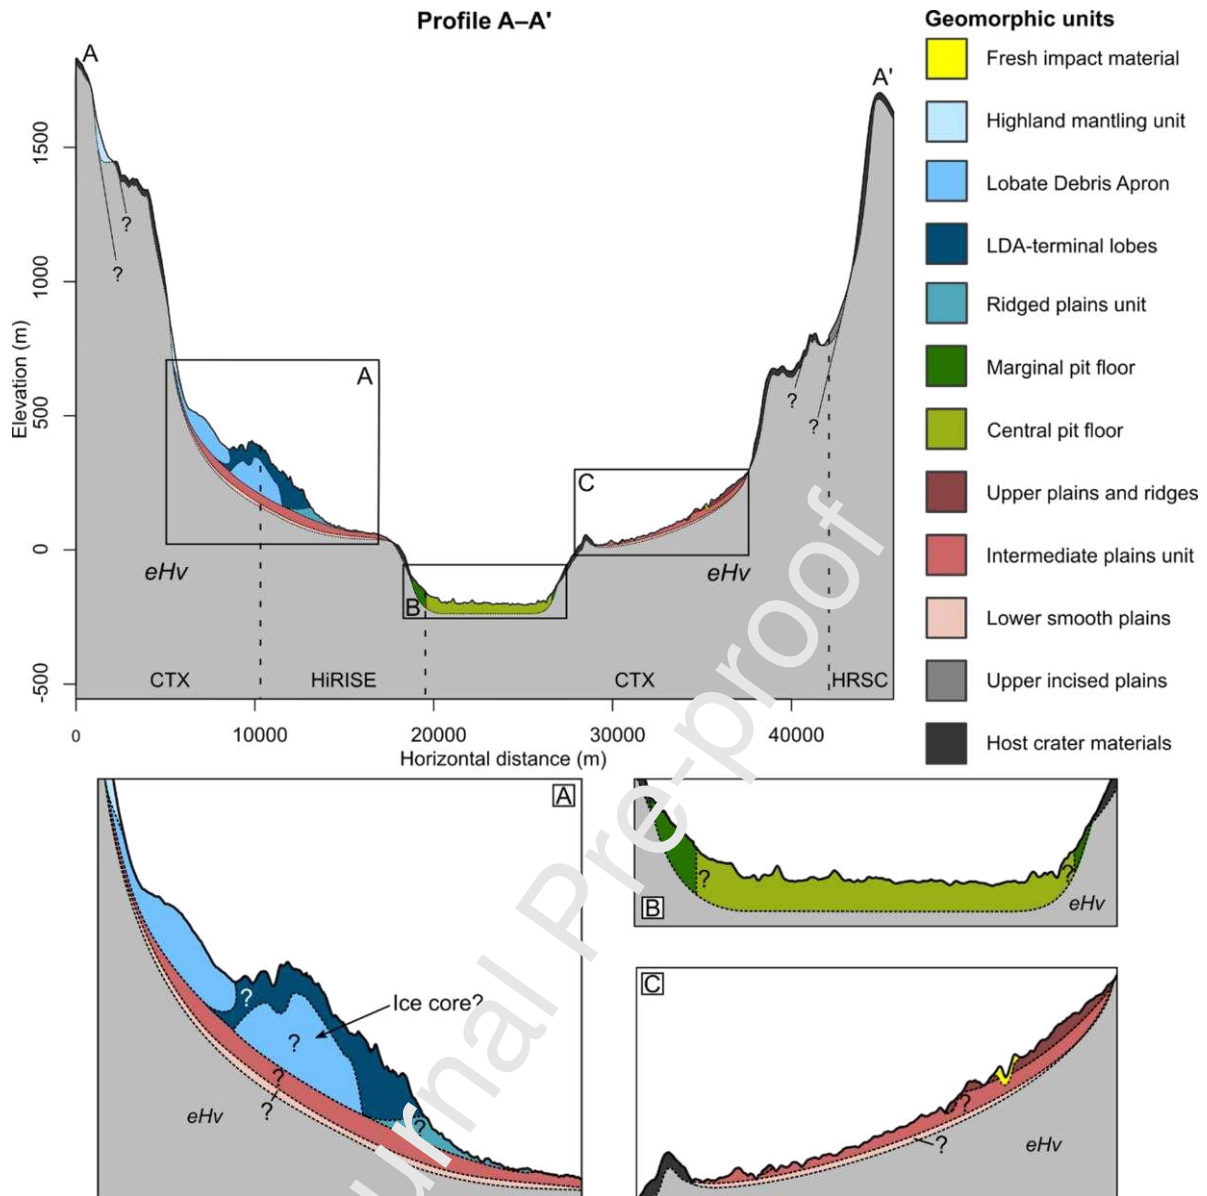 Profile A–A'
A
A'
Elevation (m)
1500
1000
500
0
-500
?
?
A
B
C
?
?
eHv
eHv
CTX
HiRISE
CTX
HRSC
0
10000
20000
30000
40000
Horizontal distance (m)
Geomorphic units
Fresh impact material
Highland mantling unit
Lobate Debris Apron
LDA-terminal lobes
Ridged plains unit
Marginal pit floor
Central pit floor
Upper plains and ridges
Intermediate plains unit
Lower smooth plains
Upper incised plains
Host crater materials
A
Ice core?
?
?
?
?
?
eHv
B
?
?
eHv
C
?
?
eHv
urnal Pre-proof